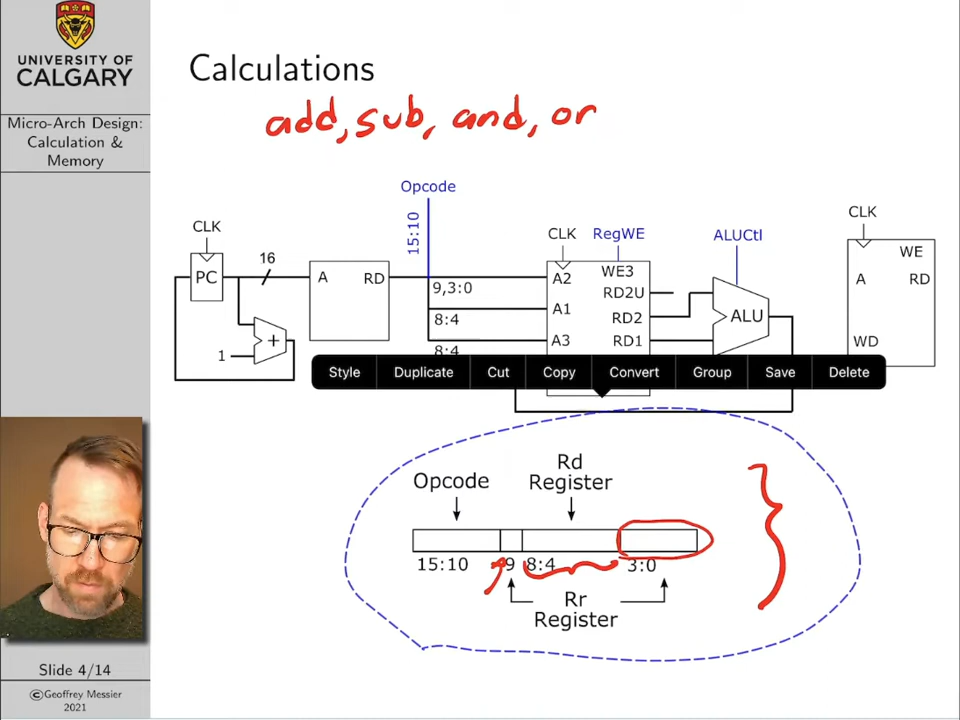 UNIVERSITY OF
CALGARY
Micro-Arch Design:
Calculation &
Memory
Calculations
add, sub, and, or
Opcode
15:10
CLK
PC
16
A
RD
1
+
9,3:0
8:4
8:4
CLK
RegWE
A2
WE3
RD2U
A1
RD2
A3
RD1
ALUCtl
ALU
CLK
WE
A
RD
WD
Style
Duplicate
Cut
Copy
Convert
Group
Save
Delete
Opcode
Rd
Register
15:10
9
8:4
3:0
Rr
Register
Slide 4/14
©Geoffrey Messier
2021